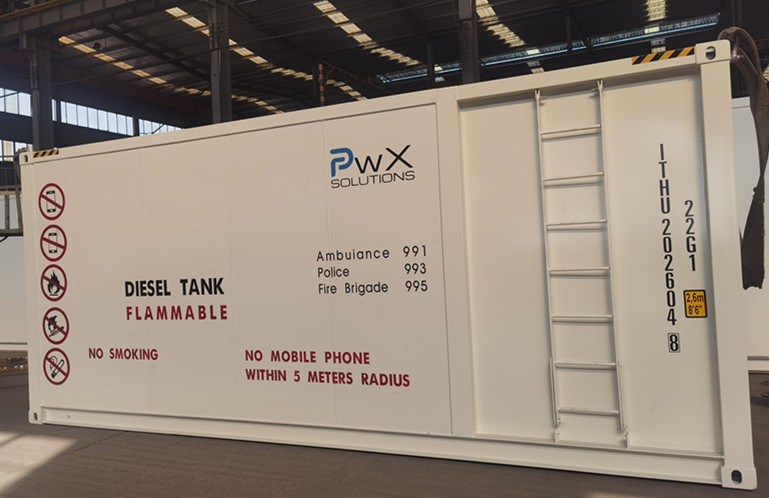 PwX
SOLUTIONS
Ambuiance 991
Police 993
Fire Brigade 995
DIESEL TANK
FLAMMABLE
NO SMOKING
NO MOBILE PHONE
WITHIN 5 METERS RADIUS
ITHU 202604 8
22G1
2,6m
8'6"